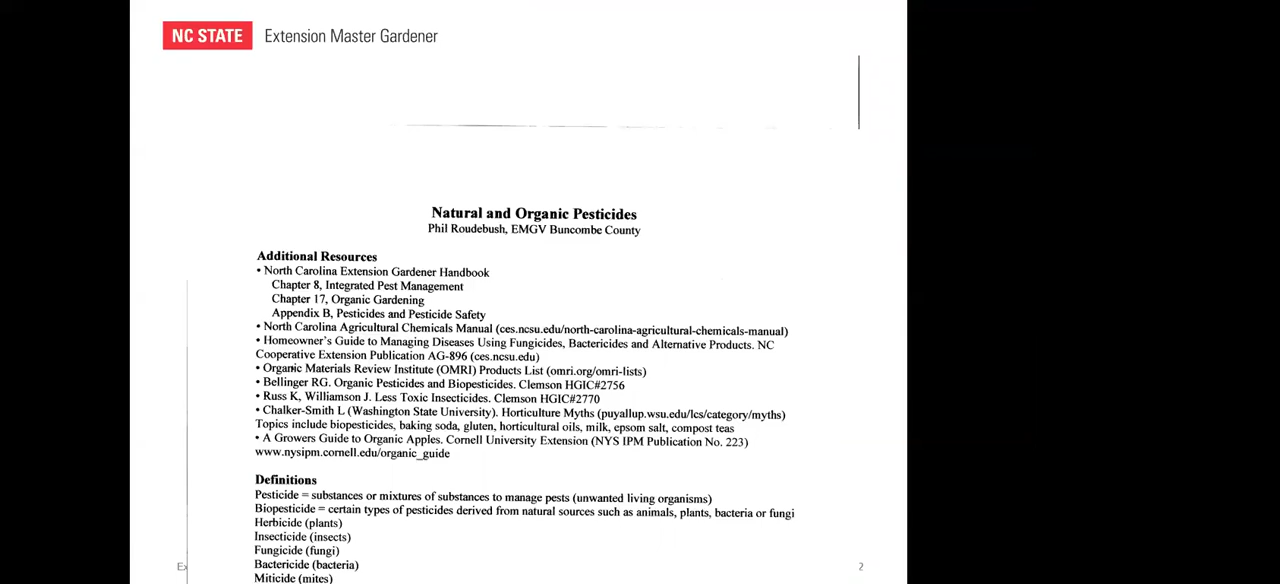 NC STATE Extension Master Gardener
Natural and Organic Pesticides
Phil Roudebush, EMGV Buncombe County
Additional Resources
• North Carolina Extension Gardener Handbook
Chapter 8, Integrated Pest Management
Chapter 17, Organic Gardening
Appendix B, Pesticides and Pesticide Safety
• North Carolina Agricultural Chemicals Manual (ces.ncsu.edu/north-carolina-agricultural-chemicals-manual)
• Homeowner's Guide to Managing Diseases Using Fungicides, Bactericides and Alternative Products. NC
Cooperative Extension Publication AG-896 (ces.ncsu.edu)
• Organic Materials Review Institute (OMRI) Products List (omri.org/omri-lists)
• Bellinger RG. Organic Pesticides and Biopesticides. Clemson HGIC#2756
• Russ K, Williamson J. Less Toxic Insecticides. Clemson HGIC#2770
• Chalker-Smith L (Washington State University). Horticulture Myths (puyallup.wsu.edu/lcs/category/myths)
Topics include biopesticides, baking soda, gluten, horticultural oils, milk, epsom salt, compost teas
• A Growers Guide to Organic Apples. Cornell University Extension (NYS IPM Publication No. 223)
www.nysipm.cornell.edu/organic_guide
Definitions
Pesticide = substances or mixtures of substances to manage pests (unwanted living organisms)
Biopesticide = certain types of pesticides derived from natural sources such as animals, plants, bacteria or fungi
Herbicide (plants)
Insecticide (insects)
Fungicide (fungi)
Bactericide (bacteria)
Miticide (mites)
Ex
2